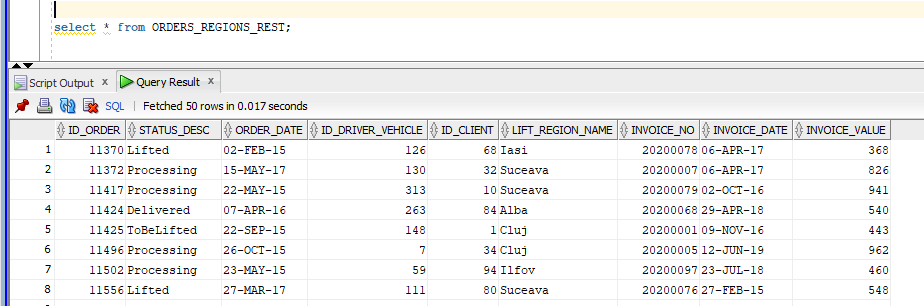 select * from ORDERS_REGIONS_REST;
Script Output x Query Result x
SQL | Fetched 50 rows in 0.017 seconds
ID_ORDER STATUS_DESC ORDER_DATE ID_DRIVER_VEHICLE ID_CLIENT LIFT_REGION_NAME INVOICE_NO INVOICE_DATE INVOICE_VALUE
1 11370 Lifted 02-FEB-15 126 68 Iasi 20200078 06-APR-17 368
2 11372 Processing 15-MAY-17 130 32 Suceava 20200007 06-APR-17 826
3 11417 Processing 22-MAY-15 313 10 Suceava 20200079 02-OCT-16 941
4 11424 Delivered 07-APR-16 263 84 Alba 20200068 29-APR-18 540
5 11425 ToBeLifted 22-SEP-15 148 1 Cluj 20200001 09-NOV-16 443
6 11496 Processing 26-OCT-15 7 34 Cluj 20200005 12-JUN-19 962
7 11502 Processing 23-MAY-15 59 94 Ilfov 20200097 23-JUL-18 460
8 11556 Lifted 27-MAR-17 111 80 Suceava 20200076 27-FEB-15 548